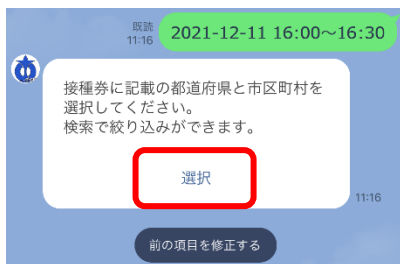 既読
11:16
2021-12-11 16:00～16:30
接種券に記載の都道府県と市区町村を
選択してください。
検索で絞り込みができます。
選択
11:16
前の項目を修正する